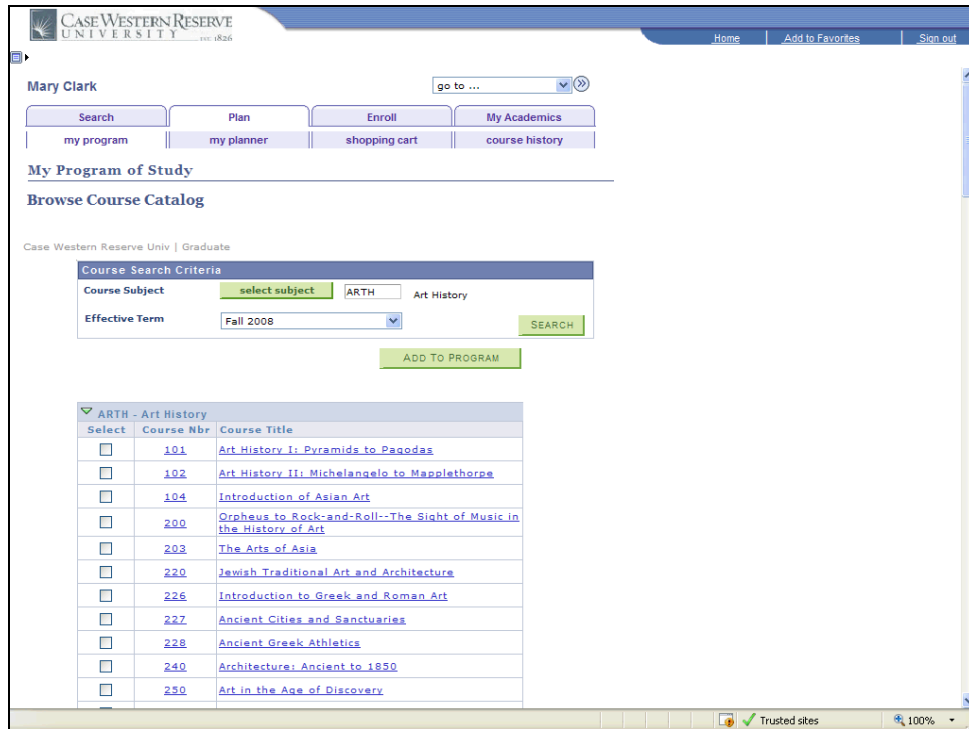 CASE WESTERN RESERVE
UNIVERSITY EST. 1826
Home Add to Favorites Sign out
Mary Clark
go to ...
Search Plan Enroll My Academics
my program my planner shopping cart course history
My Program of Study
Browse Course Catalog
Case Western Reserve Univ | Graduate
Course Search Criteria
Course Subject select subject ARTH Art History
Effective Term Fall 2008
SEARCH
ADD TO PROGRAM
ARTH - Art History
Select Course Nbr Course Title
101 Art History I: Pyramids to Pagodas
102 Art History II: Michelangelo to Mapplethorpe
104 Introduction of Asian Art
200 Orpheus to Rock-and-Roll--The Sight of Music in
the History of Art
203 The Arts of Asia
220 Jewish Traditional Art and Architecture
226 Introduction to Greek and Roman Art
227 Ancient Cities and Sanctuaries
228 Ancient Greek Athletics
240 Architecture: Ancient to 1850
250 Art in the Age of Discovery
Trusted sites 100%